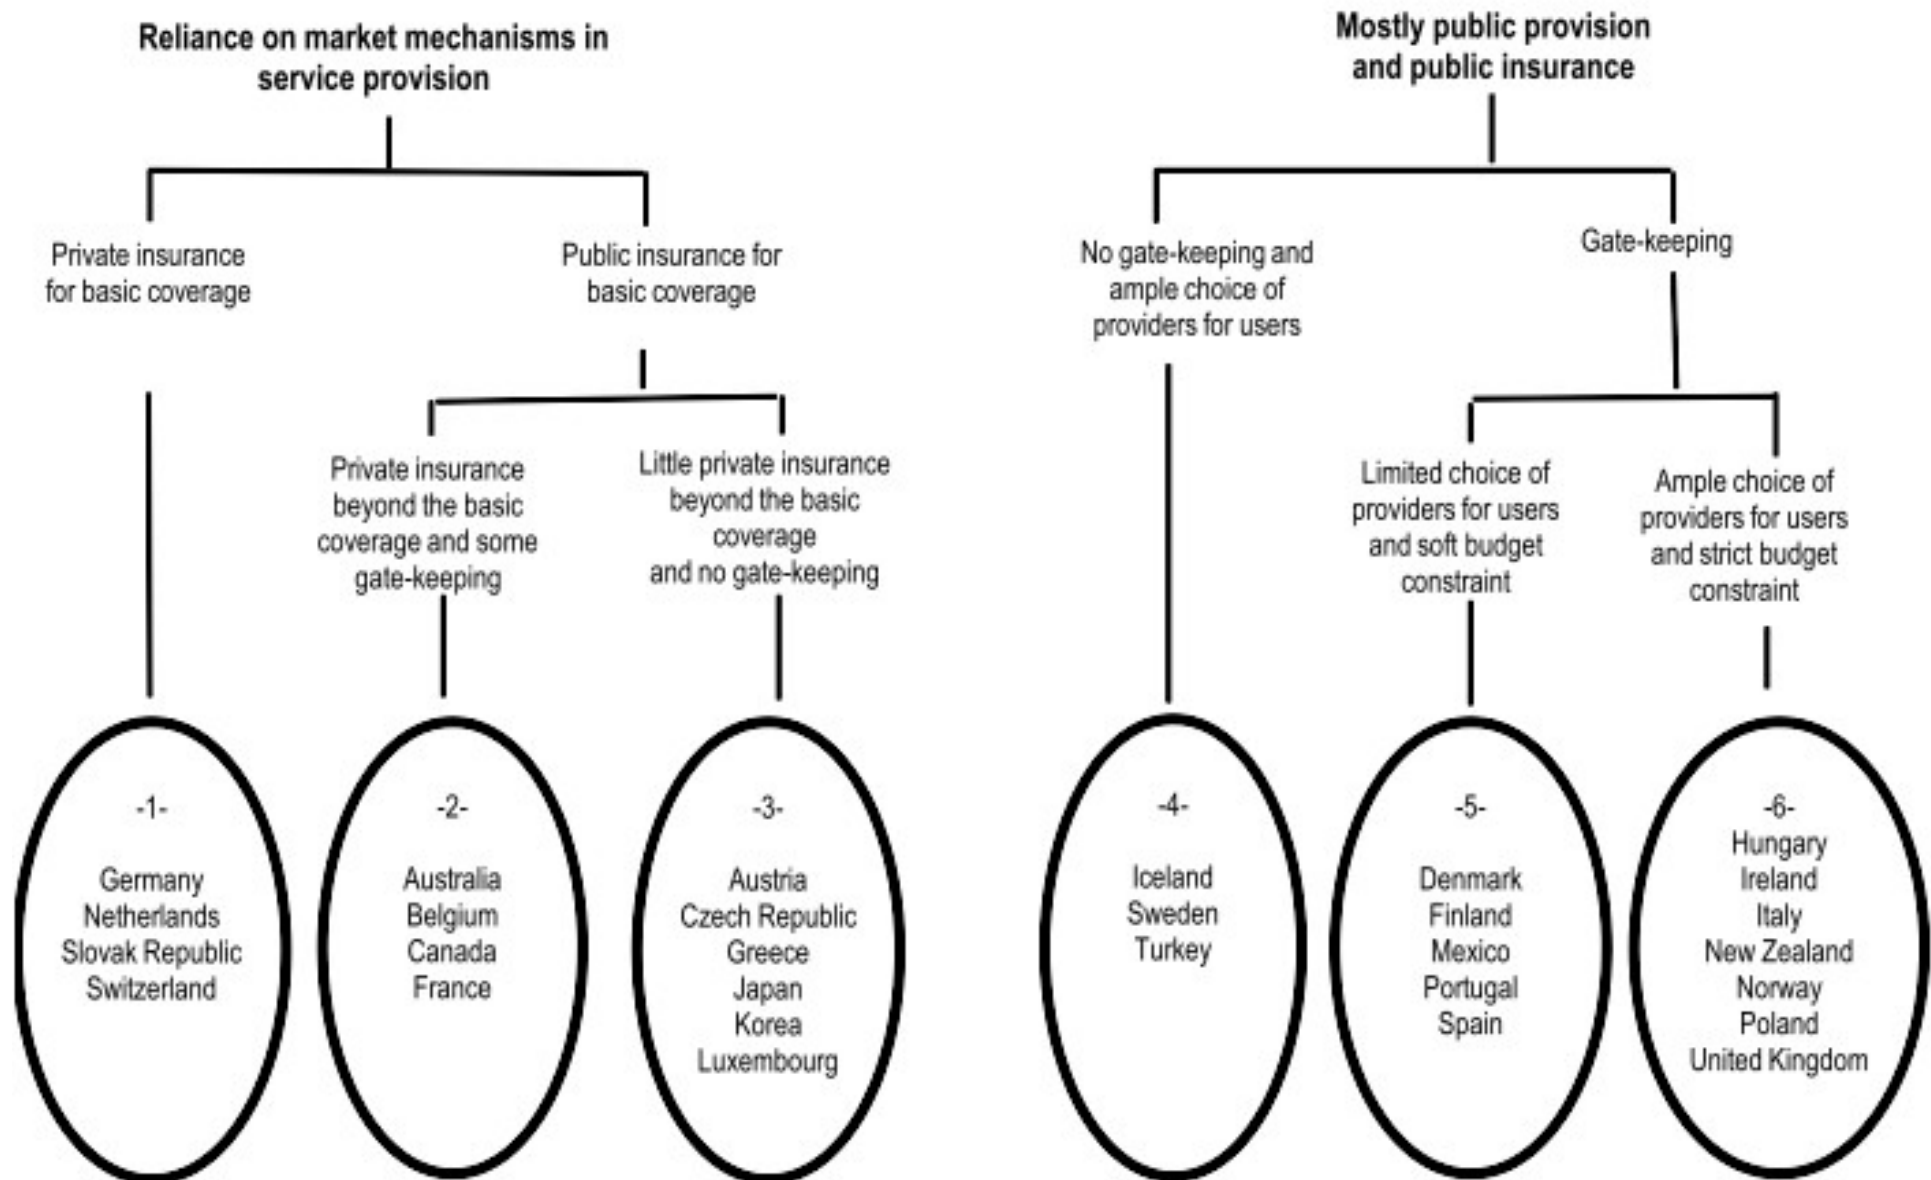 Reliance on market mechanisms in
service provision
Private insurance
for basic coverage
Public insurance for
basic coverage
Private insurance
beyond the basic
coverage and some
gate-keeping
Little private insurance
beyond the basic
coverage
and no gate-keeping
-1-
Germany
Netherlands
Slovak Republic
Switzerland
-2-
Australia
Belgium
Canada
France
-3-
Austria
Czech Republic
Greece
Japan
Korea
Luxembourg
Mostly public provision
and public insurance
No gate-keeping and
ample choice of
providers for users
Gate-keeping
Limited choice of
providers for users
and soft budget
constraint
Ample choice of
providers for users
and strict budget
constraint
-4-
Iceland
Sweden
Turkey
-5-
Denmark
Finland
Mexico
Portugal
Spain
-6-
Hungary
Ireland
Italy
New Zealand
Norway
Poland
United Kingdom